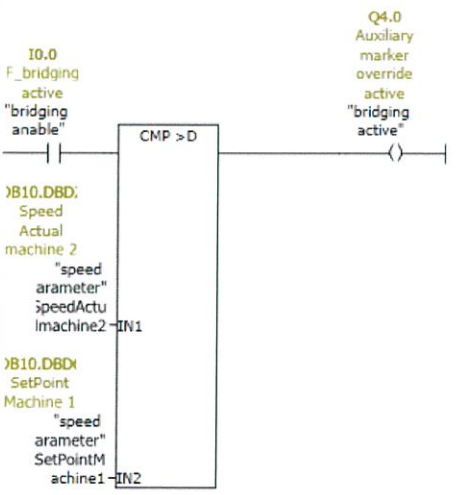 I0.0
F_bridging
active
"bridging
anable"
Q4.0
Auxiliary
marker
override
active
"bridging
active"
CMP >D
Speed
Actual
machine 2
"speed
arameter"
SpeedActu
lmachine2
IN1
SetPoint
Machine 1
"speed
arameter"
SetPointM
achine1
IN2